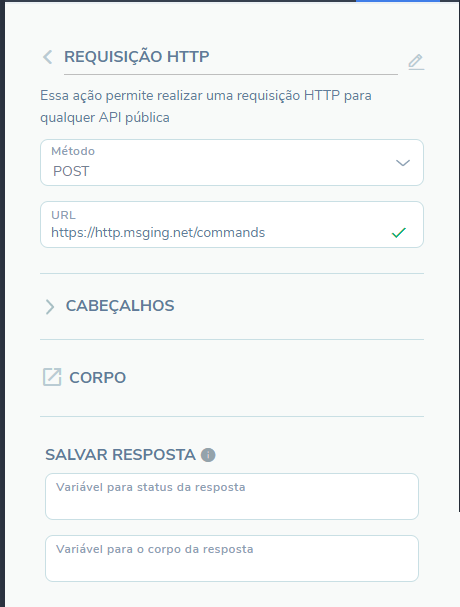 REQUISIÇÃO HTTP
Essa ação permite realizar uma requisição HTTP para
qualquer API pública
Método
POST
URL
https://http.msging.net/commands
CABEÇALHOS
CORPO
SALVAR RESPOSTA
Variável para status da resposta
Variável para o corpo da resposta